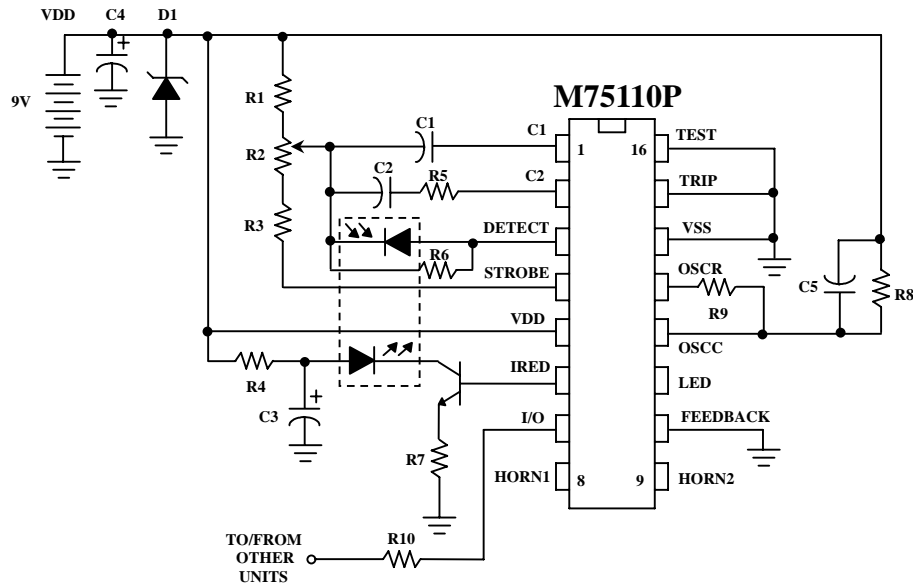 VDD
C4
D1
+
9V
R1
R2
R3
C1
C2
R5
R6
M75110P
C1
C2
DETECT
STROBE
VDD
IRED
I/O
HORN1
1
16
8
9
TEST
TRIP
VSS
OSCR
R9
OSCC
LED
FEEDBACK
HORN2
C5
R8
R4
+
C3
R7
R10
TO/FROM
OTHER
UNITS